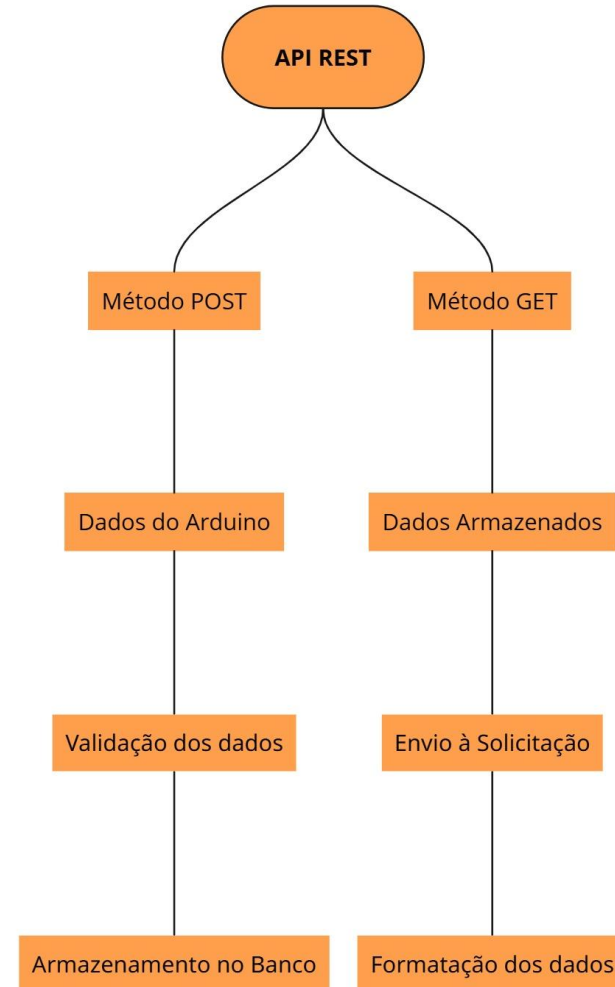 API REST
Método POST
Método GET
Dados do Arduino
Dados Armazenados
Validação dos dados
Envio à Solicitação
Armazenamento no Banco
Formatação dos dados